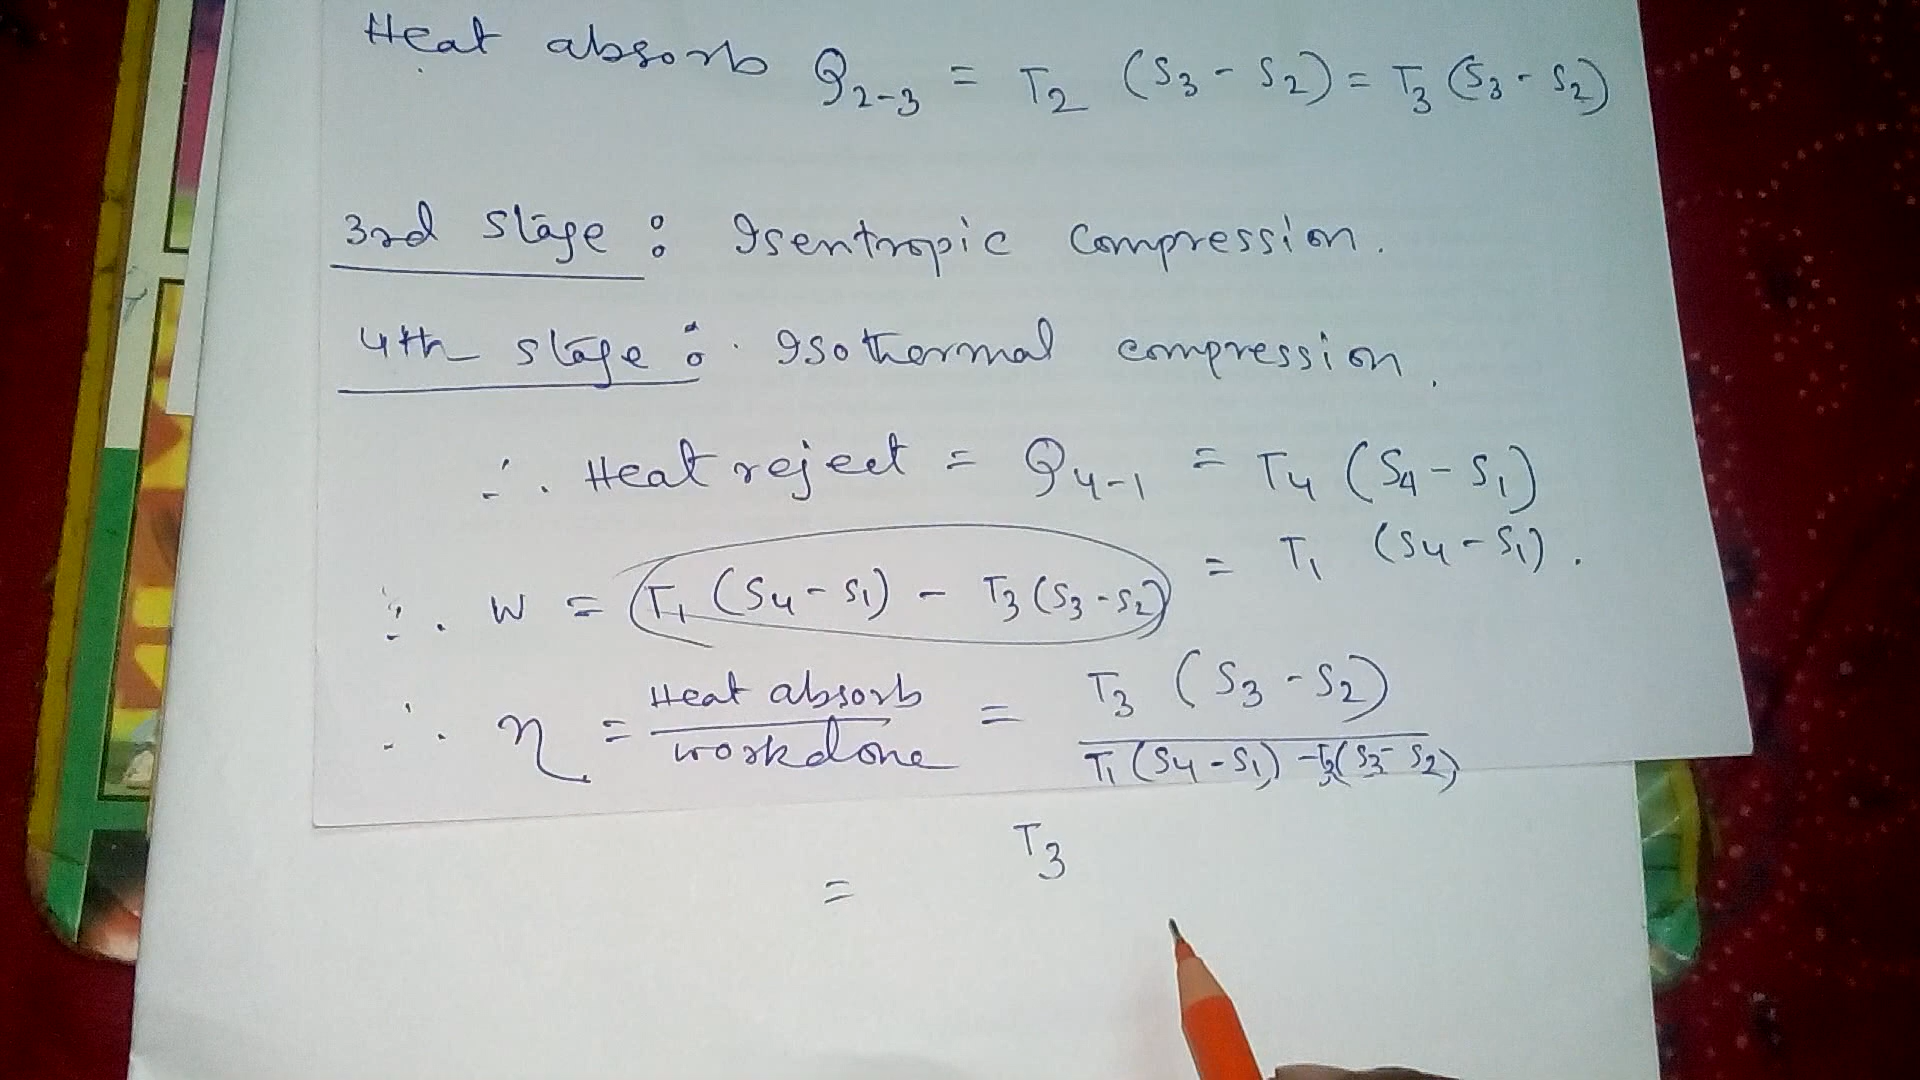 Heat absorb Q2-3 = T2 (S3 - S2) = T3 (S3 - S2)
3rd stage : Isentropic compression.
4th stage : Isothermal compression.
∴ Heat reject = Q4-1 = T4 (S4 - S1)
= T1 (S4 - S1).
∴ W = T1 (S4 - S1) - T3 (S3 - S2)
∴ η = Heat absorb / workdone = T3 (S3 - S2) / T1 (S4 - S1) - T3 (S3 - S2)
= T3